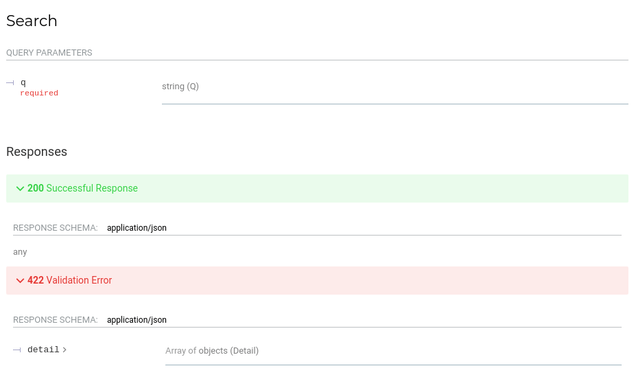 Search
QUERY PARAMETERS
q
required
string (Q)
Responses
200 Successful Response
RESPONSE SCHEMA: application/json
any
422 Validation Error
RESPONSE SCHEMA: application/json
detail >
Array of objects (Detail)